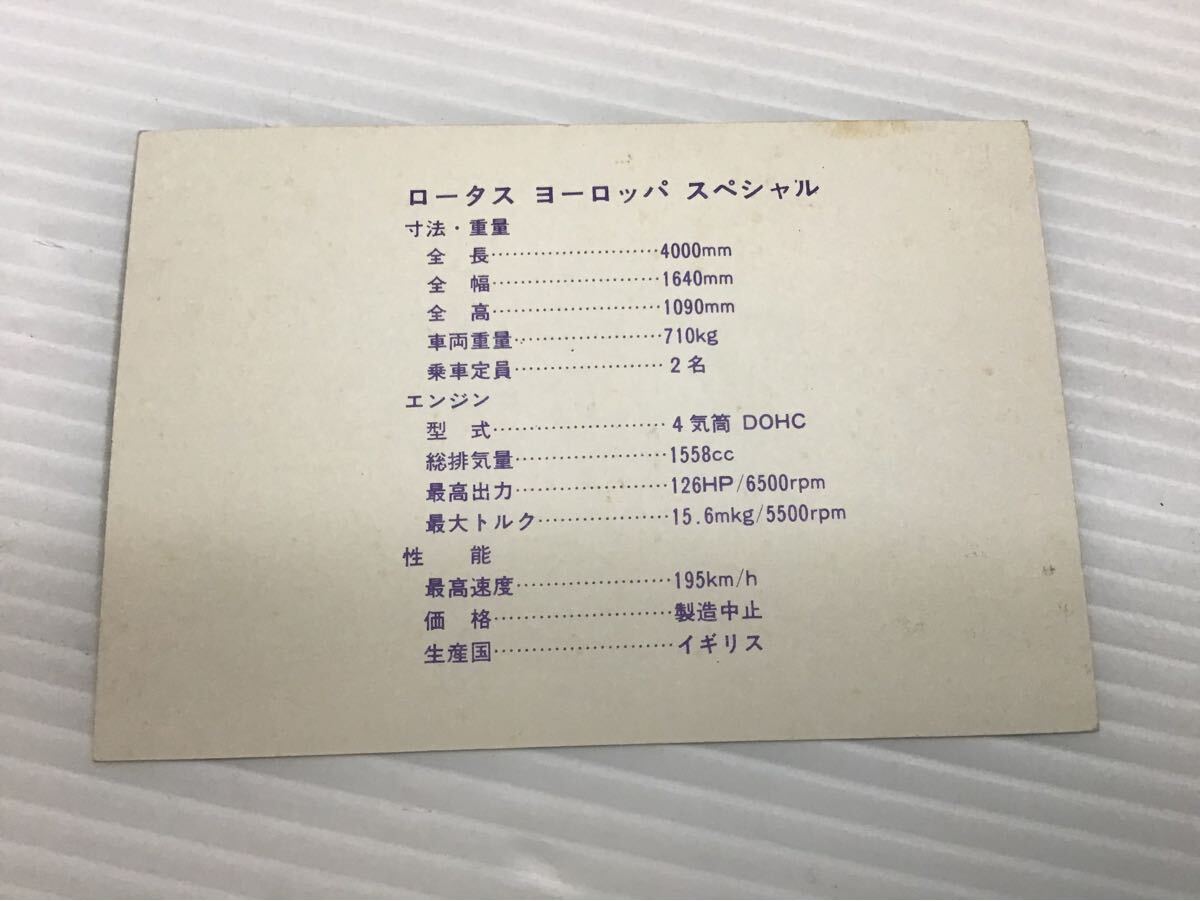 ロータス ヨーロッパ スペシャル
寸法・重量
全 長……………………4000mm
全 幅……………………1640mm
全 高……………………1090mm
車両重量…………………710kg
乗車定員…………………2名
エンジン
型 式……………………4気筒 DOHC
総排気量…………………1558cc
最高出力…………………126HP/6500rpm
最大トルク………………15.6mkg/5500rpm
性 能
最高速度…………………195km/h
価 格……………………製造中止
生産国……………………イギリス